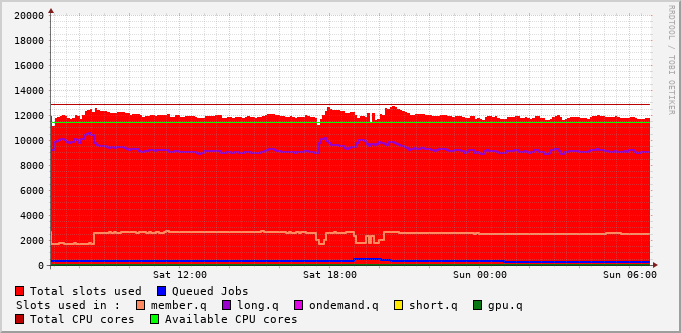 20000
18000
16000
14000
12000
10000
8000
6000
4000
2000
0
Sat 12:00 Sat 18:00 Sun 00:00 Sun 06:00
RRDTOOL / TOBI OETIKER
Total slots used Queued Jobs
Slots used in : member.q long.q ondemand.q short.q gpu.q
Total CPU cores Available CPU cores